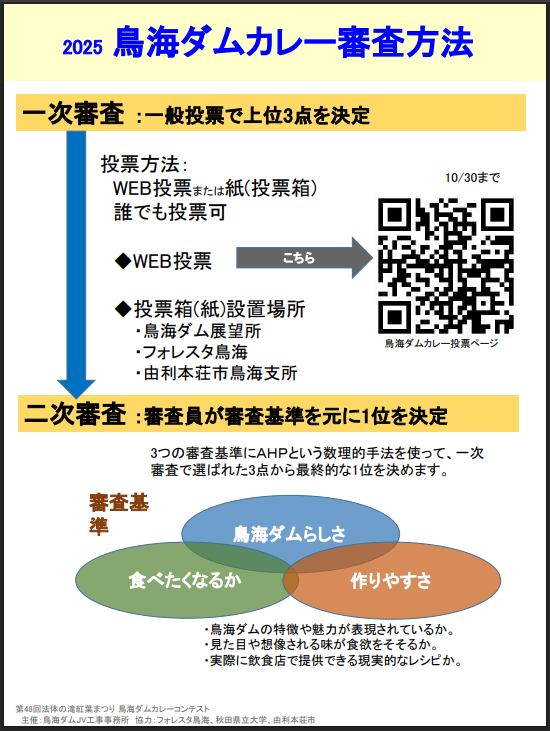 2025 鳥海ダムカレー審査方法
一次審査 ：一般投票で上位3点を決定
投票方法：
WEB投票または紙(投票箱)
誰でも投票可
10/30まで
◆WEB投票
こちら
鳥海ダムカレー投票ページ
◆投票箱(紙)設置場所
・鳥海ダム展望所
・フォレスタ鳥海
・由利本荘市鳥海支所
二次審査 ：審査員が審査基準を元に1位を決定
3つの審査基準にAHPという数理的手法を使って、一次
審査で選ばれた3点から最終的な1位を決めます。
審査基
準
鳥海ダムらしさ
食べたくなるか
作りやすさ
・鳥海ダムの特徴や魅力が表現されているか。
・見た目や想像される味が食欲をそそるか。
・実際に飲食店で提供できる現実的なレシピか。
第48回法体の滝紅葉まつり 鳥海ダムカレーコンテスト
主催：鳥海ダムJV工事事務所 協力：フォレスタ鳥海、秋田県立大学、由利本荘市